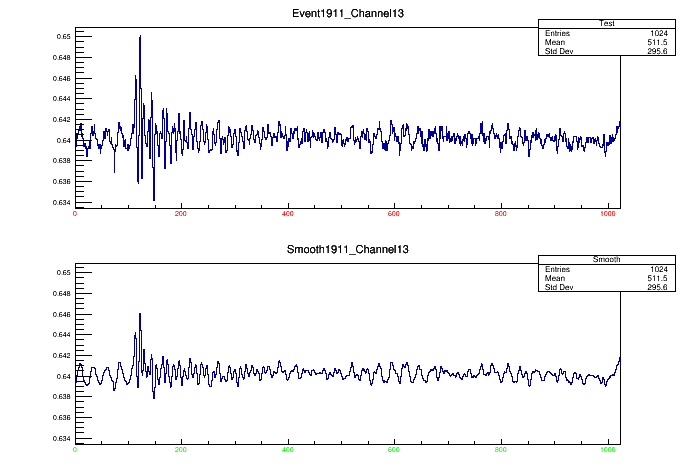 Event1911_Channel13
Test
Entries 1024
Mean 511.5
Std Dev 295.6
0.65
0.648
0.646
0.644
0.642
0.64
0.638
0.636
0.634
0 200 400 600 800 1000
Smooth1911_Channel13
Smooth
Entries 1024
Mean 511.5
Std Dev 295.6
0.65
0.648
0.646
0.644
0.642
0.64
0.638
0.636
0.634
0 200 400 600 800 1000